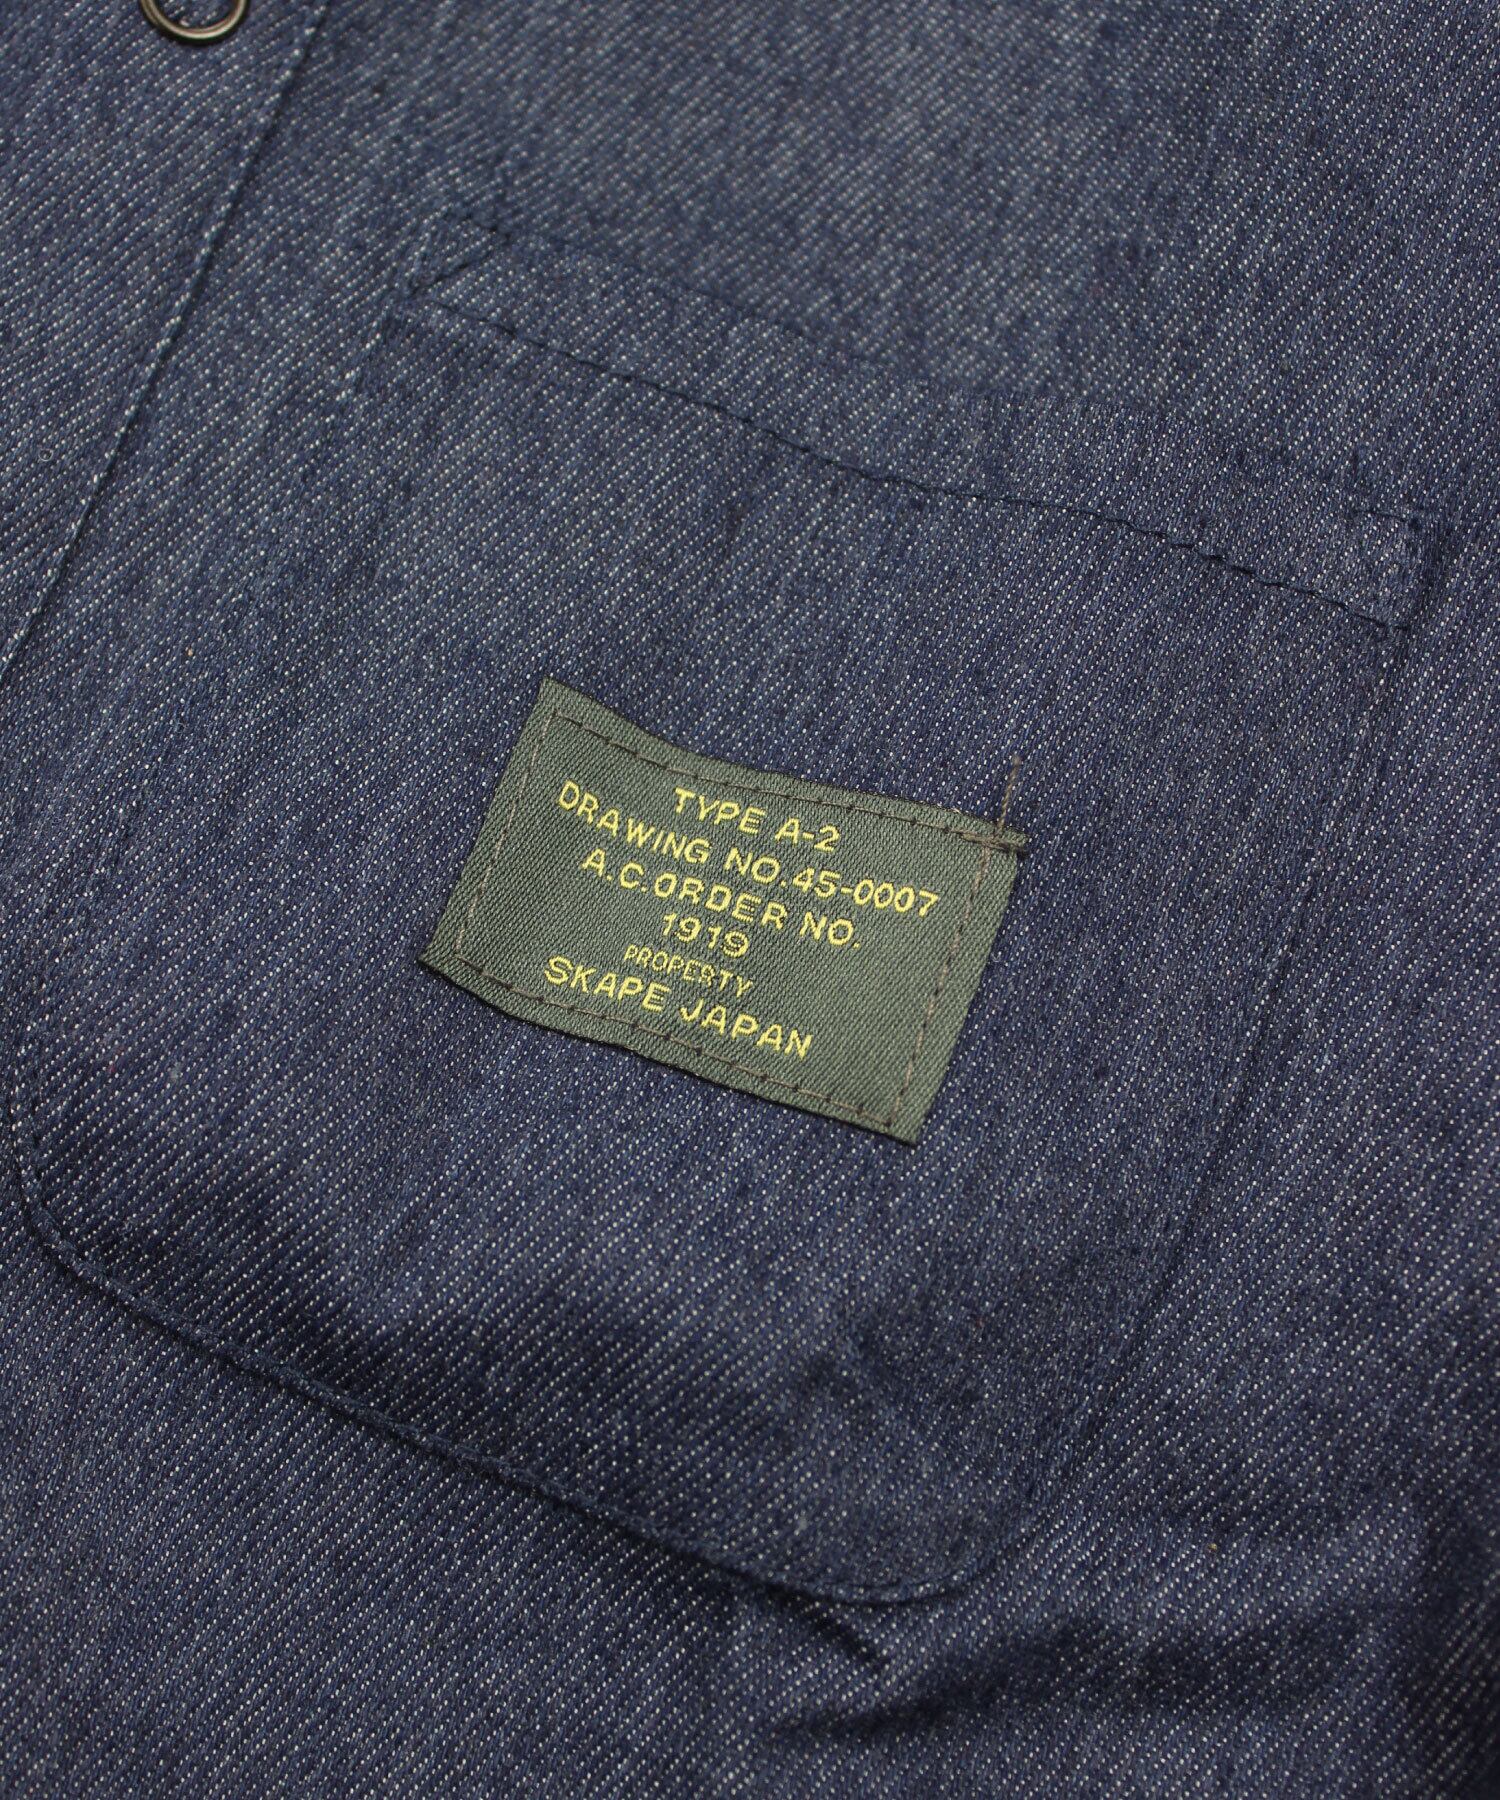 TYPE A-2
DRAWING NO.45-0007
A.C.ORDER NO.
1919
PROPERTY
SKAPE JAPAN